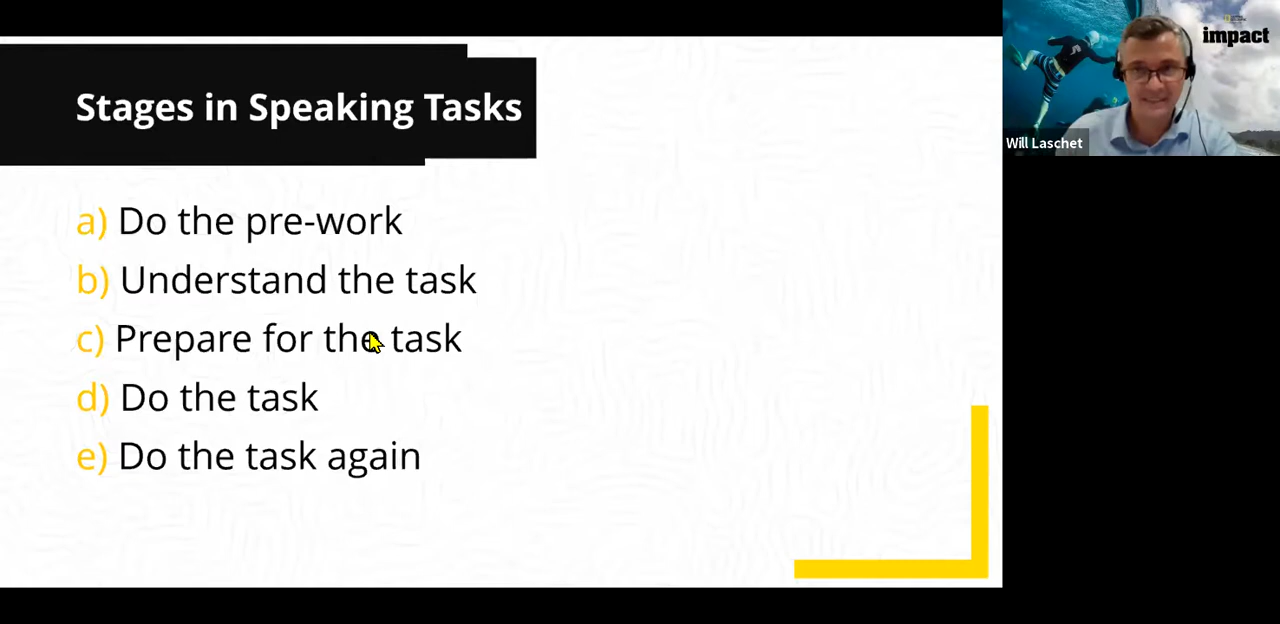 Stages in Speaking Tasks
a) Do the pre-work
b) Understand the task
c) Prepare for the task
d) Do the task
e) Do the task again
impact
Will Laschet